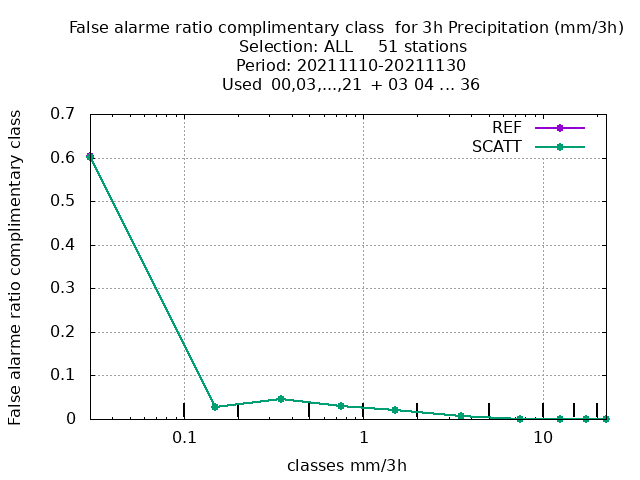 False alarme ratio complimentary class  for 3h Precipitation (mm/3h)
Selection: ALL     51 stations
Period: 20211110-20211130
Used  00,03,...,21  + 03 04 ... 36
False alarme ratio complimentary class
0.7
0.6
0.5
0.4
0.3
0.2
0.1
0
REF
SCATT
0.1
1
10
classes mm/3h